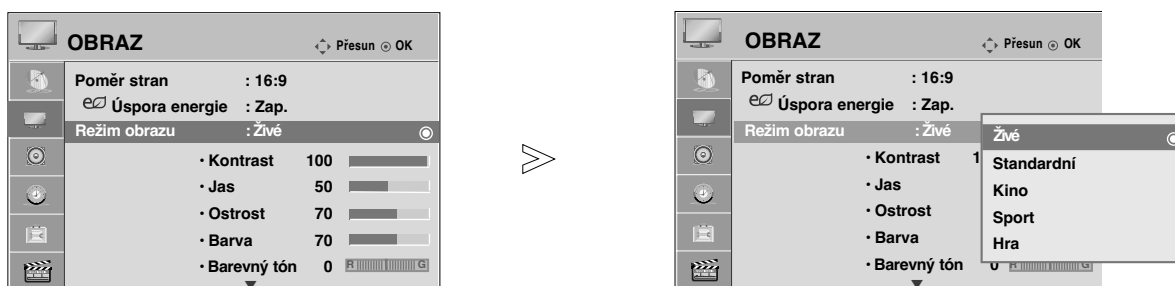 OBRAZ Přesun OK
Poměr stran : 16:9
Úspora energie : Zap.
Režim obrazu : Živé
• Kontrast 100
• Jas 50
• Ostrost 70
• Barva 70
• Barevný tón 0 R G
OBRAZ Přesun OK
Poměr stran : 16:9
Úspora energie : Zap.
Režim obrazu : Živé
• Kontrast 1
• Jas
• Ostrost
• Barva
• Barevný tón 0 R G
Živé
Standardní
Kino
Sport
Hra